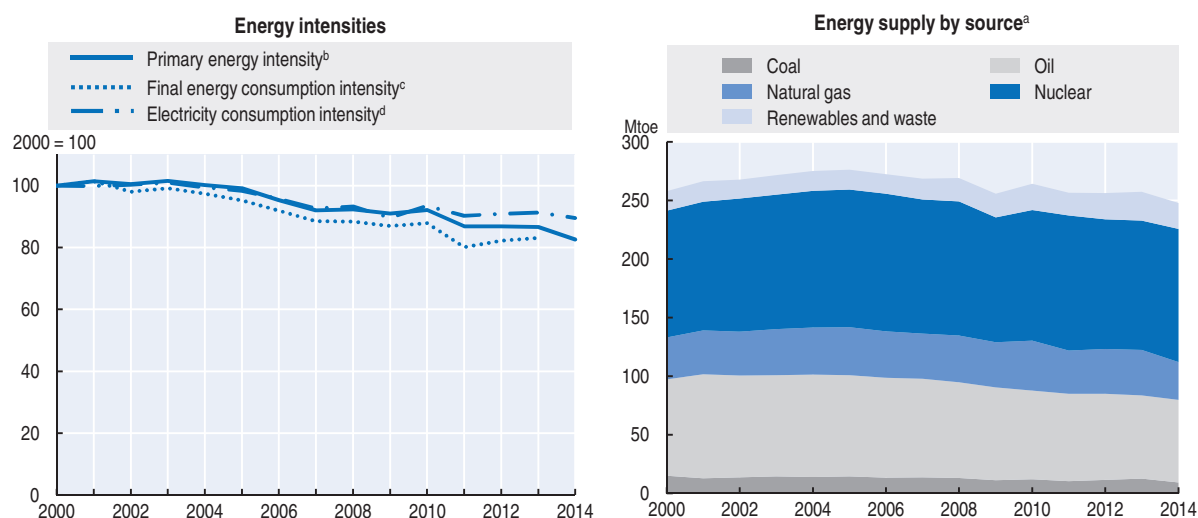 Energy intensities
Primary energy intensityᵇ
Final energy consumption intensityᶜ
Electricity consumption intensityᵈ
2000 = 100
100
80
60
40
20
0
2000 2002 2004 2006 2008 2010 2012 2014
Energy supply by sourceᵃ
Coal Oil
Natural gas Nuclear
Renewables and waste
Mtoe
300
250
200
150
100
50
0
2000 2002 2004 2006 2008 2010 2012 2014